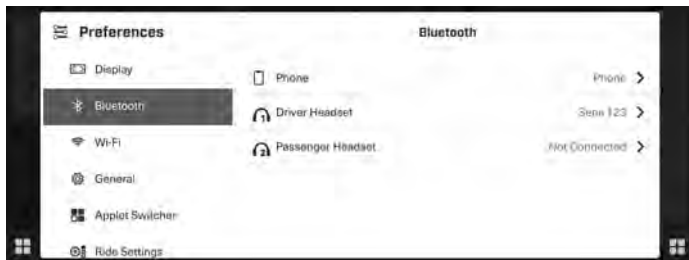 Preferences
Bluetooth
Display
Bluetooth
Wi-Fi
General
Applet Switcher
Ride Settings
Phone
Phone
Driver Headset
Sena 123
Passenger Headset
Not Connected